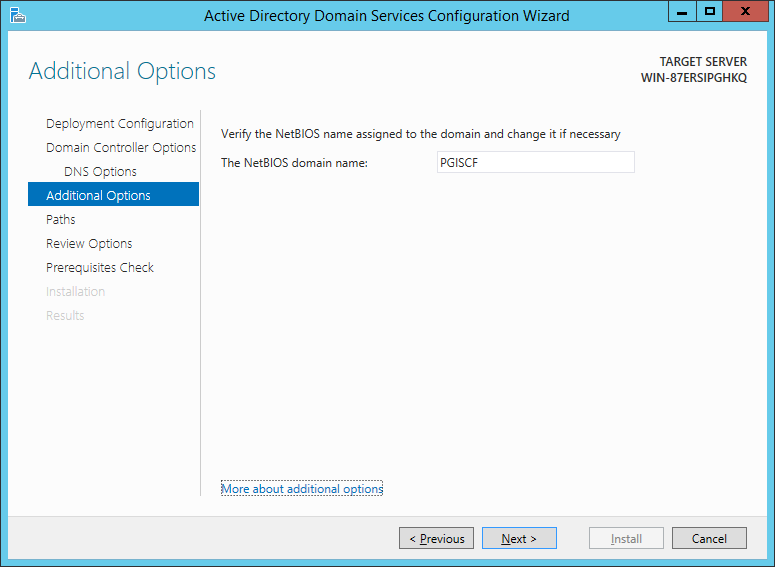 Active Directory Domain Services Configuration Wizard
Additional Options
TARGET SERVER
WIN-87ERSIPGHKQ
Deployment Configuration
Domain Controller Options
DNS Options
Additional Options
Paths
Review Options
Prerequisites Check
Installation
Results
Verify the NetBIOS name assigned to the domain and change it if necessary
The NetBIOS domain name: PGISCF
More about additional options
< Previous Next > Install Cancel